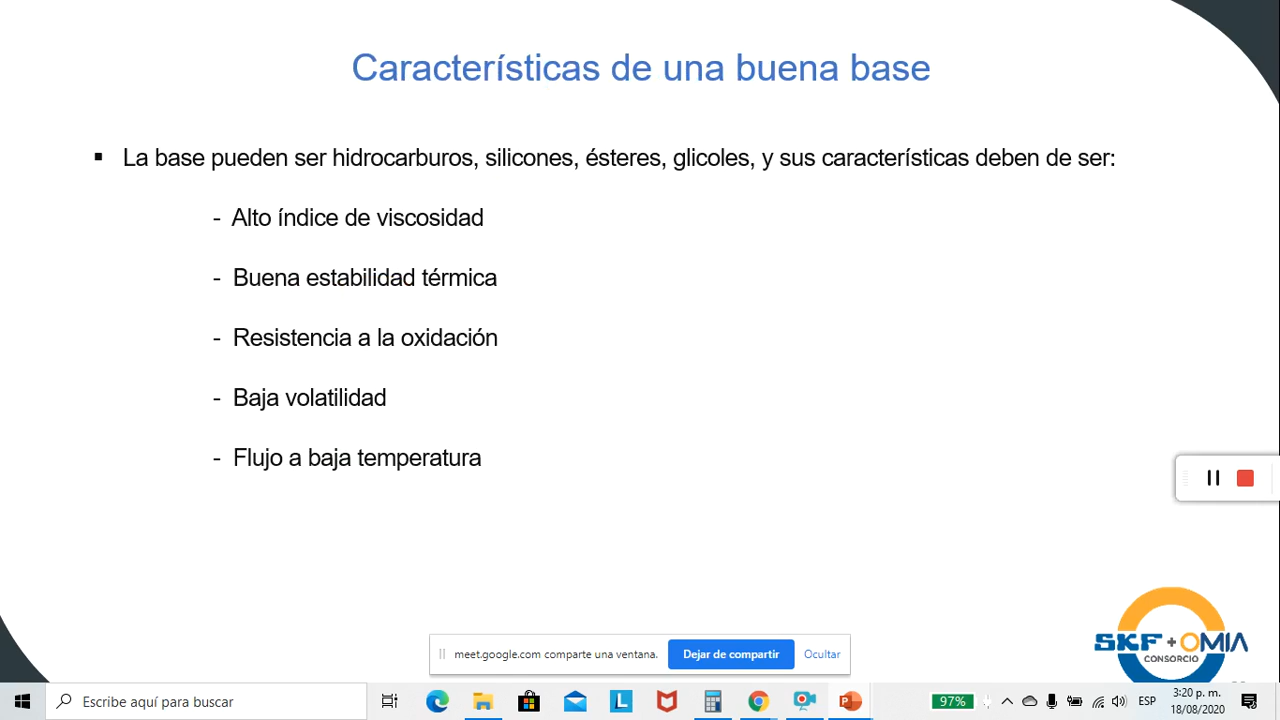 Características de una buena base
▪ La base pueden ser hidrocarburos, silicones, ésteres, glicoles, y sus características deben de ser:
- Alto índice de viscosidad
- Buena estabilidad térmica
- Resistencia a la oxidación
- Baja volatilidad
- Flujo a baja temperatura
SKF + OMIA
CONSORCIO
meet.google.com comparte una ventana. Dejar de compartir Ocultar
Escribe aquí para buscar
L
97%
ESP
3:20 p. m.
18/08/2020